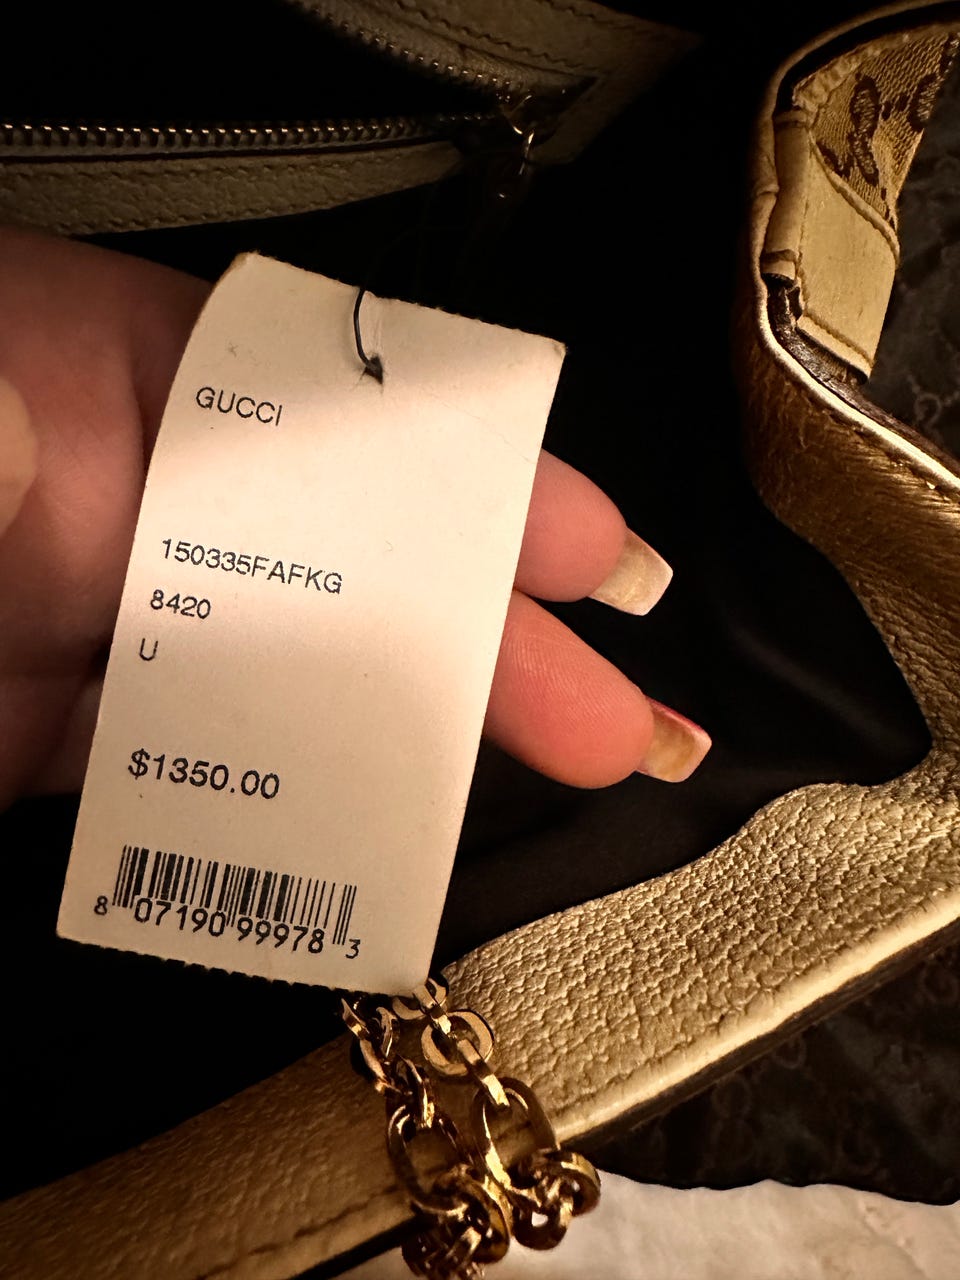 GUCCI
150335FAFKG
8420
U
$1350.00
8 07190 99978 3